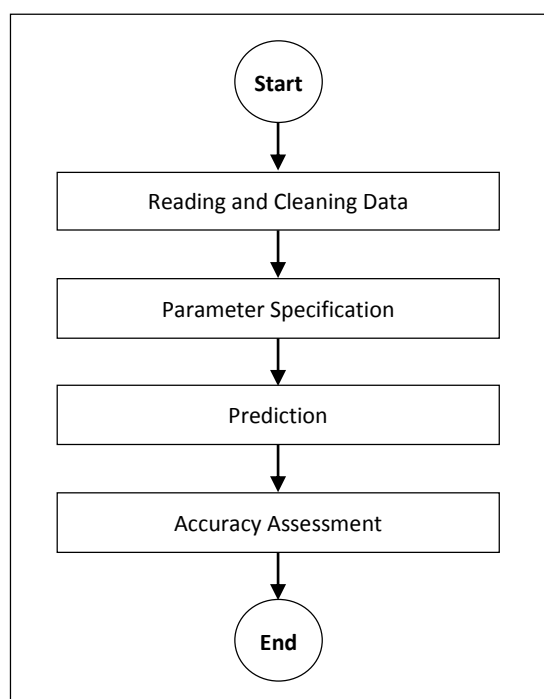 Start
Reading and Cleaning Data
Parameter Specification
Prediction
Accuracy Assessment
End